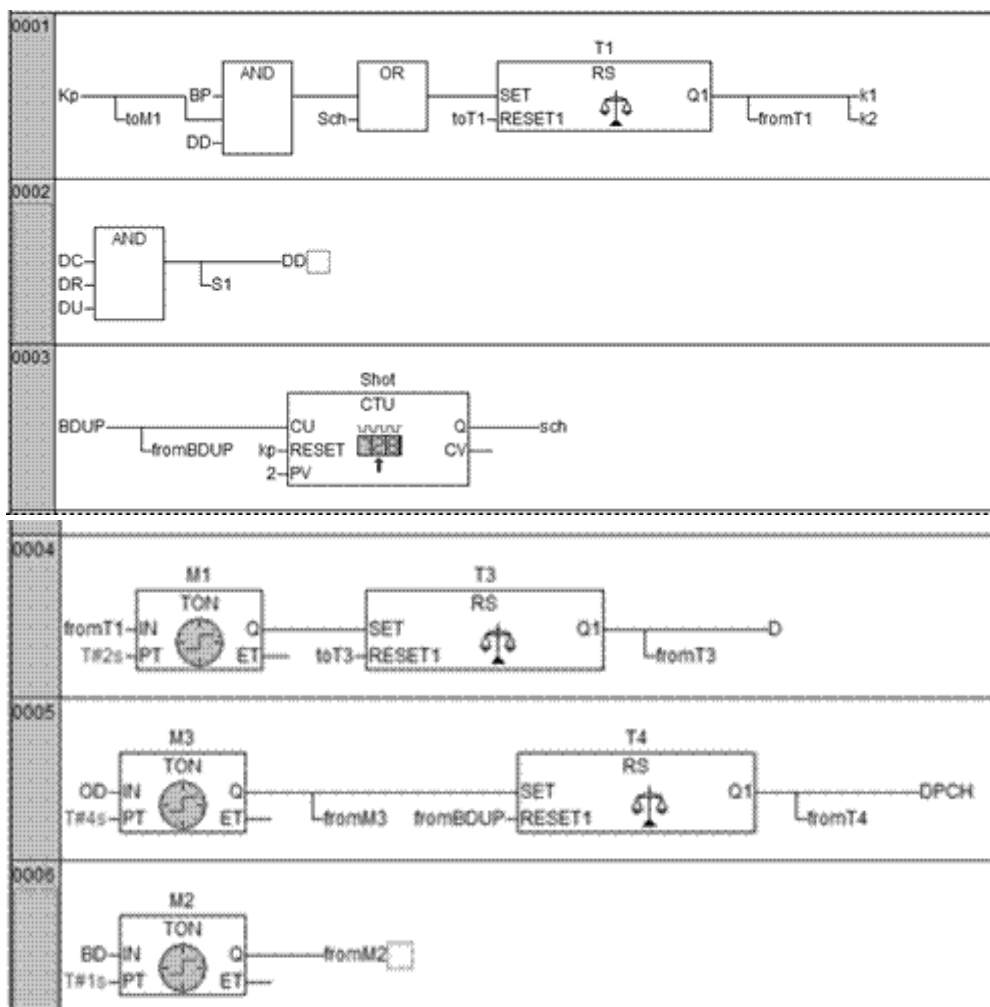 0001
T1
AND OR RS
Kp BP SET Q1 k1
toM1 Sch toT1 RESET1 fromT1 k2
DD
0002
AND
DC DD
DR S1
DU
0003
Shot
CTU
BDUP CU Q sch
fromBDUP kp RESET CV
2 PV
0004
M1 T3
TON RS
fromT1 IN Q SET Q1 D
T#2s PT ET toT3 RESET1 fromT3
0005
M3 T4
TON RS
OD IN Q SET Q1 DPCH
T#4s PT ET fromM3 fromBDUP RESET1 fromT4
0006
M2
TON
BD IN Q fromM2
T#1s PT ET